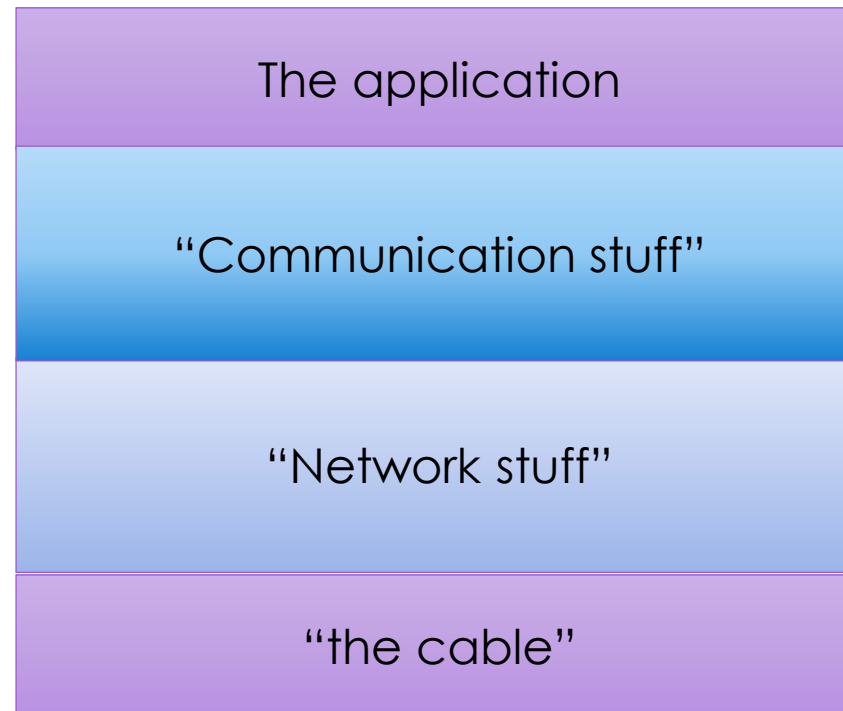 The application
“Communication stuff”
“Network stuff”
“the cable”